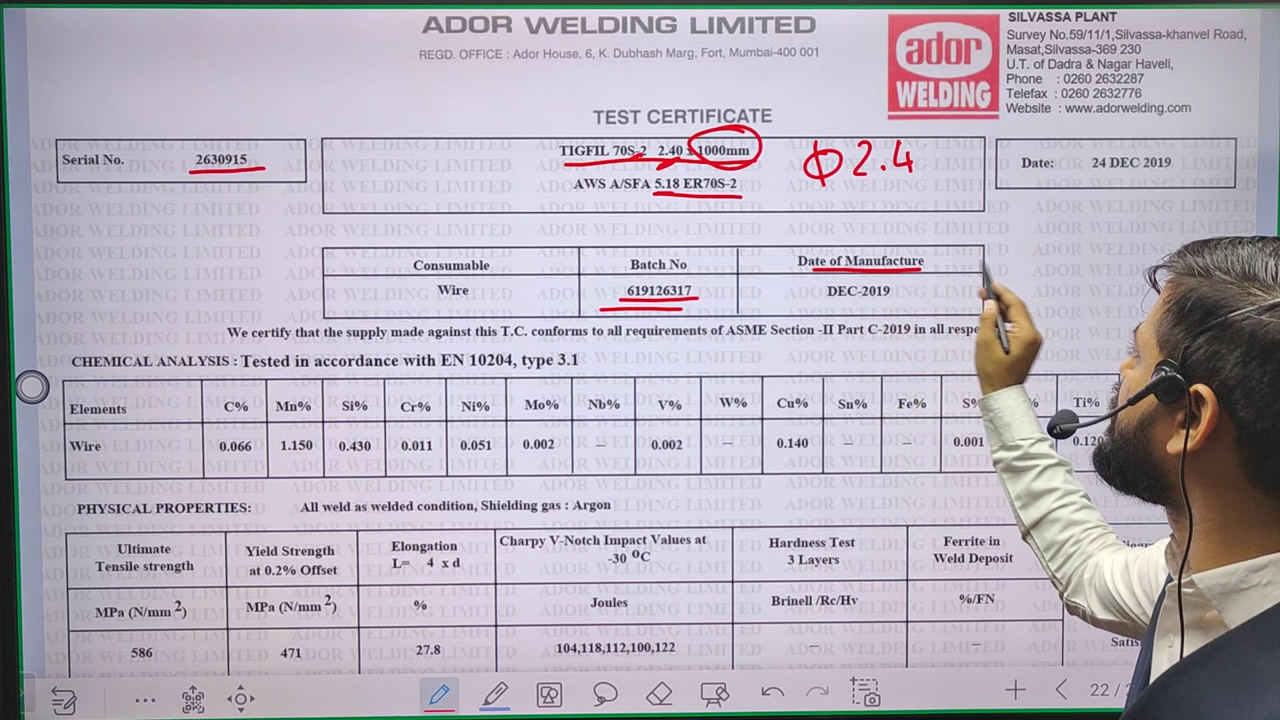 ADOR WELDING LIMITED
REGD. OFFICE : Ador House, 6, K. Dubhash Marg, Fort, Mumbai-400 001
ador
WELDING
SILVASSA PLANT
Survey No.59/11/1,Silvassa-khanvel Road,
Masat,Silvassa-369 230
U.T. of Dadra & Nagar Haveli,
Phone : 0260 2632287
Telefax : 0260 2632776
Website : www.adorwelding.com
TEST CERTIFICATE
Serial No. 2630915
TIGFIL 70S-2 2.40 x 1000mm
AWS A/SFA 5.18 ER70S-2
ϕ2.4
Date: 24 DEC 2019
Consumable Batch No Date of Manufacture
Wire 619126317 DEC-2019
We certify that the supply made against this T.C. conforms to all requirements of ASME Section -II Part C-2019 in all
CHEMICAL ANALYSIS : Tested in accordance with EN 10204, type 3.1
Elements C% Mn% Si% Cr% Ni% Mo% Nb% V% W% Cu% Sn% Fe% S% % Ti%
Wire 0.066 1.150 0.430 0.011 0.051 0.002 — 0.002 — 0.140 — — 0.001 0.120
PHYSICAL PROPERTIES: All weld as welded condition, Shielding gas : Argon
Ultimate Tensile strength Yield Strength at 0.2% Offset Elongation L= 4 x d Charpy V-Notch Impact Values at -30 ⁰C Hardness Test 3 Layers Ferrite in Weld Deposit
MPa (N/mm²) MPa (N/mm²) % Joules Brinell /Rc/Hv %/FN
586 471 27.8 104,118,112,100,122 — —
22 /